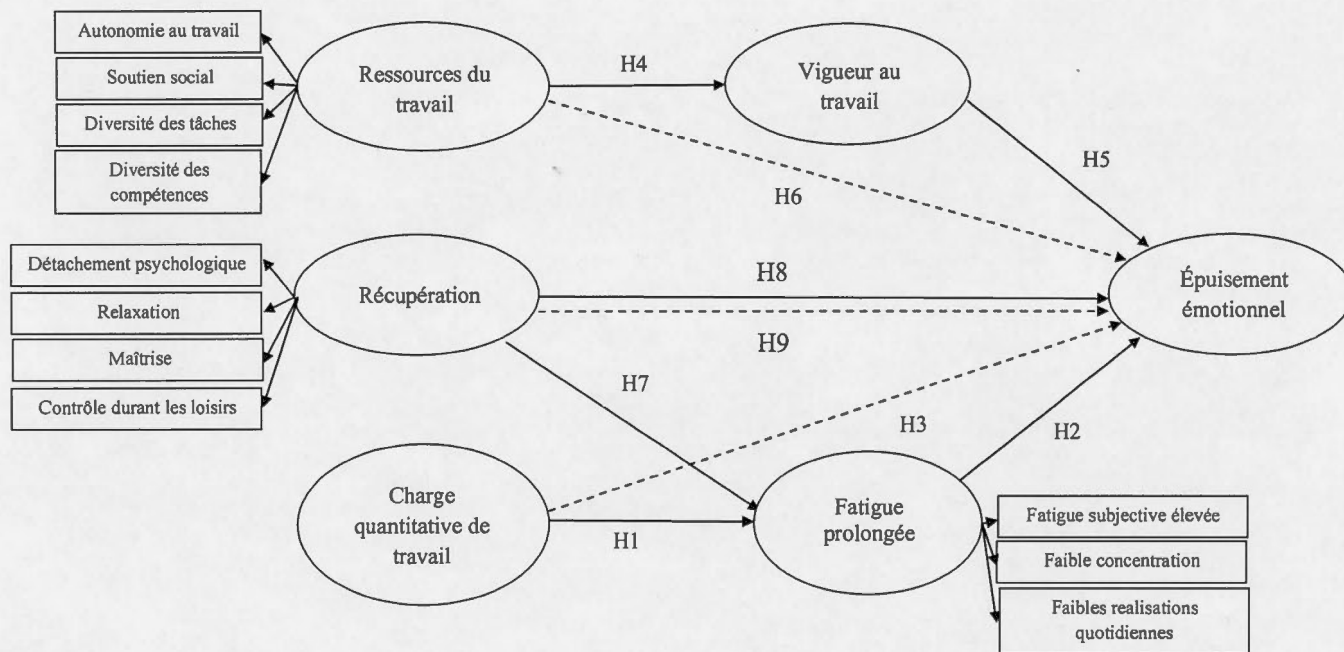 Autonomie au travail
Soutien social
Diversité des tâches
Diversité des
compétences
Ressources du
travail
H4
Vigueur au
travail
H5
H6
Détachement psychologique
Relaxation
Maîtrise
Contrôle durant les loisirs
Récupération
H8
H9
Épuisement
émotionnel
H7
H3
H2
Charge
quantitative de
travail
H1
Fatigue
prolongée
Fatigue subjective élevée
Faible concentration
Faibles realisations
quotidiennes